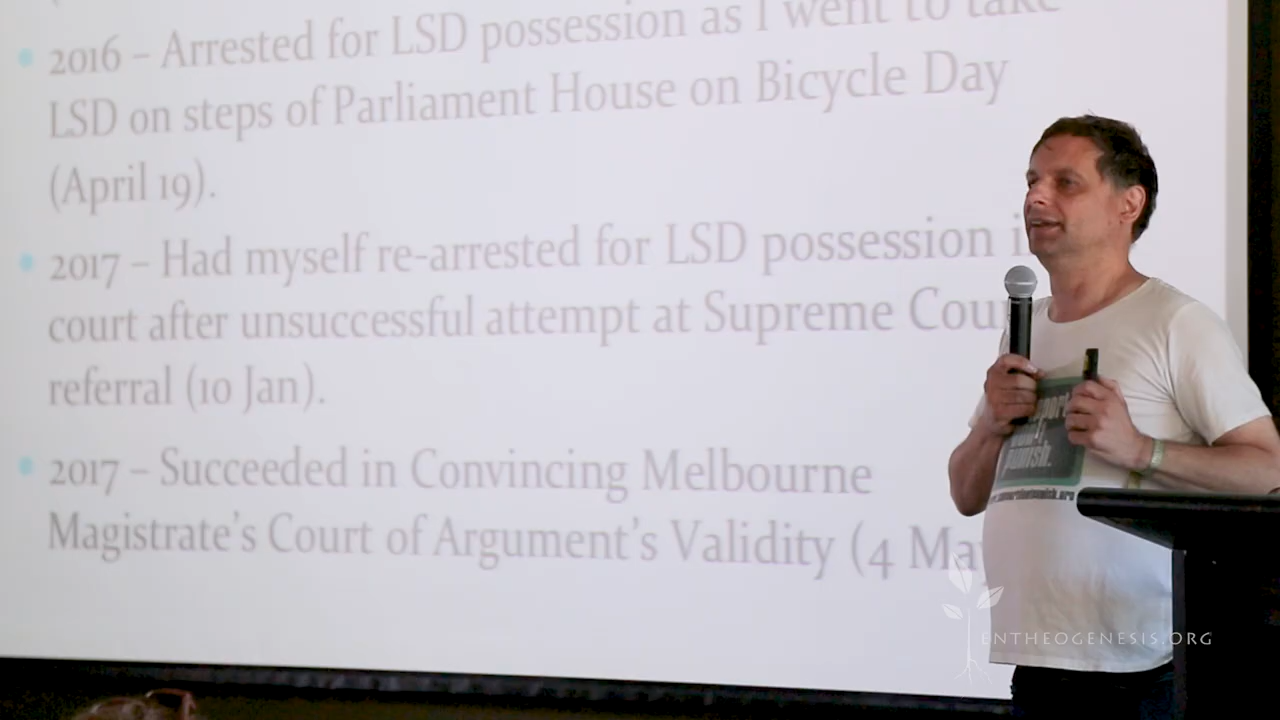 • 2016 – Arrested for LSD possession as I went to take
LSD on steps of Parliament House on Bicycle Day
(April 19).
• 2017 – Had myself re-arrested for LSD possession
court after unsuccessful attempt at Supreme
referral (10 Jan).
• 2017 – Succeeded in Convincing Melbourne
Magistrate's Court of Argument's Validity (4
punish.
ENTHEOGENESIS.ORG